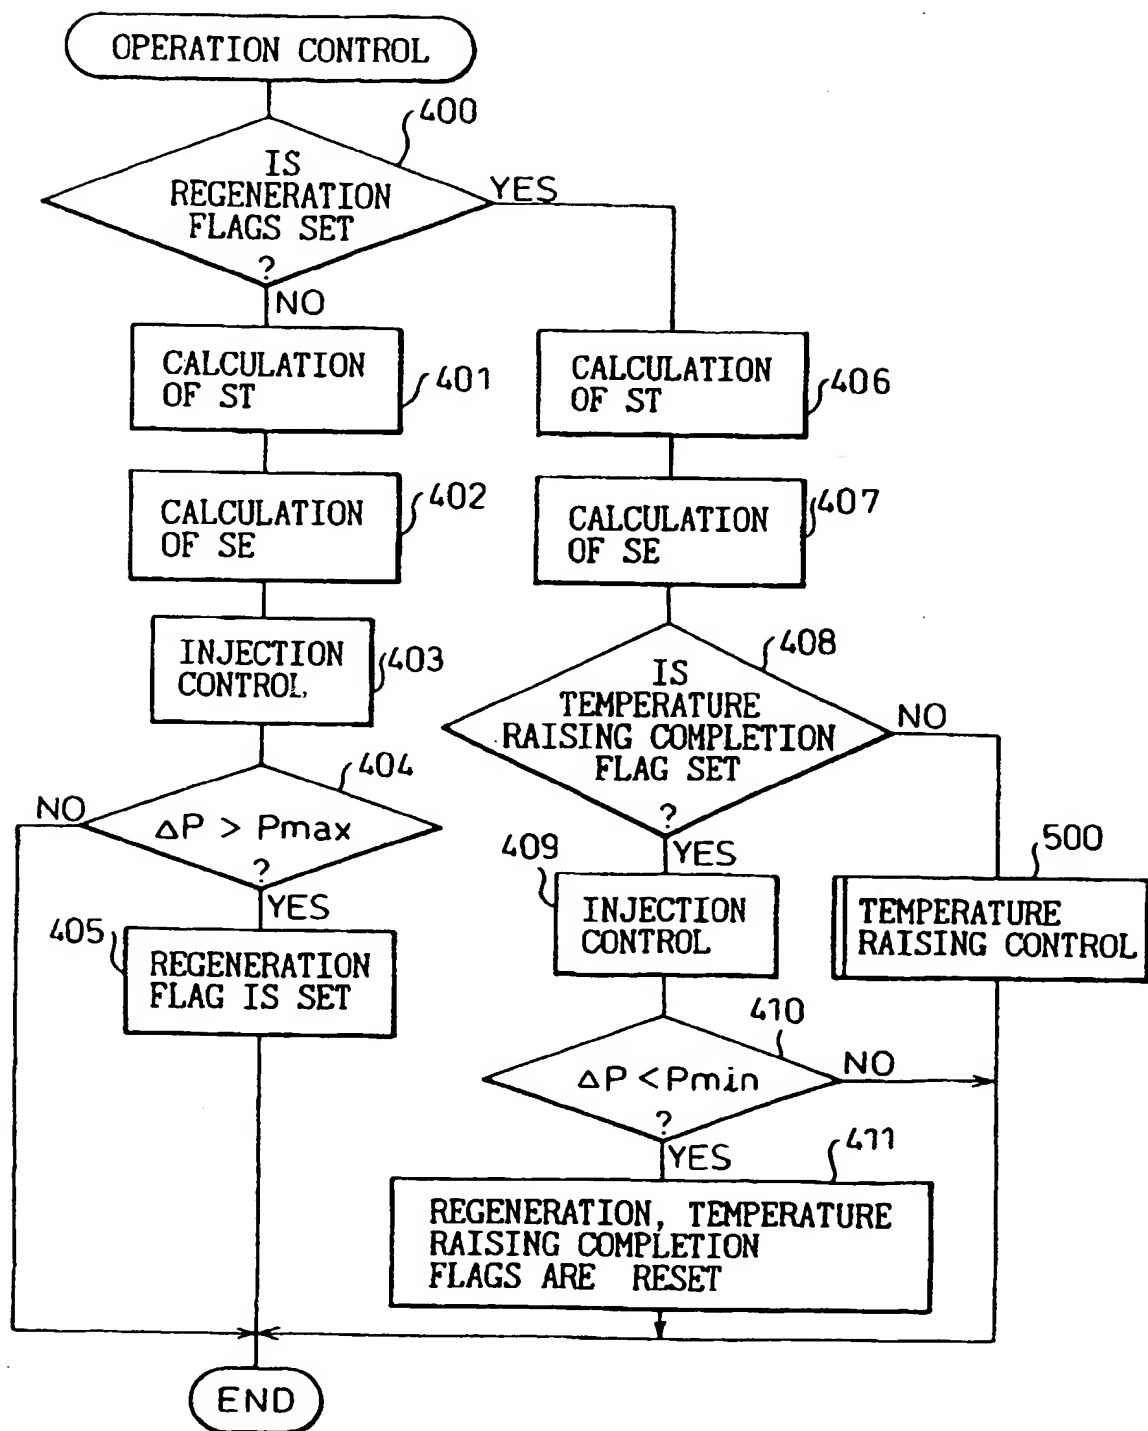 OPERATION CONTROL
400
IS
REGENERATION
FLAGS SET
?
YES
NO
CALCULATION
OF ST
401
CALCULATION
OF SE
402
INJECTION
CONTROL
403
404
ΔP > Pmax
?
NO
YES
405
REGENERATION
FLAG IS SET
CALCULATION
OF ST
406
CALCULATION
OF SE
407
408
IS
TEMPERATURE
RAISING COMPLETION
FLAG SET
?
NO
YES
409
INJECTION
CONTROL
500
TEMPERATURE
RAISING CONTROL
410
ΔP < Pmin
?
NO
YES
411
REGENERATION, TEMPERATURE
RAISING COMPLETION
FLAGS ARE RESET
END